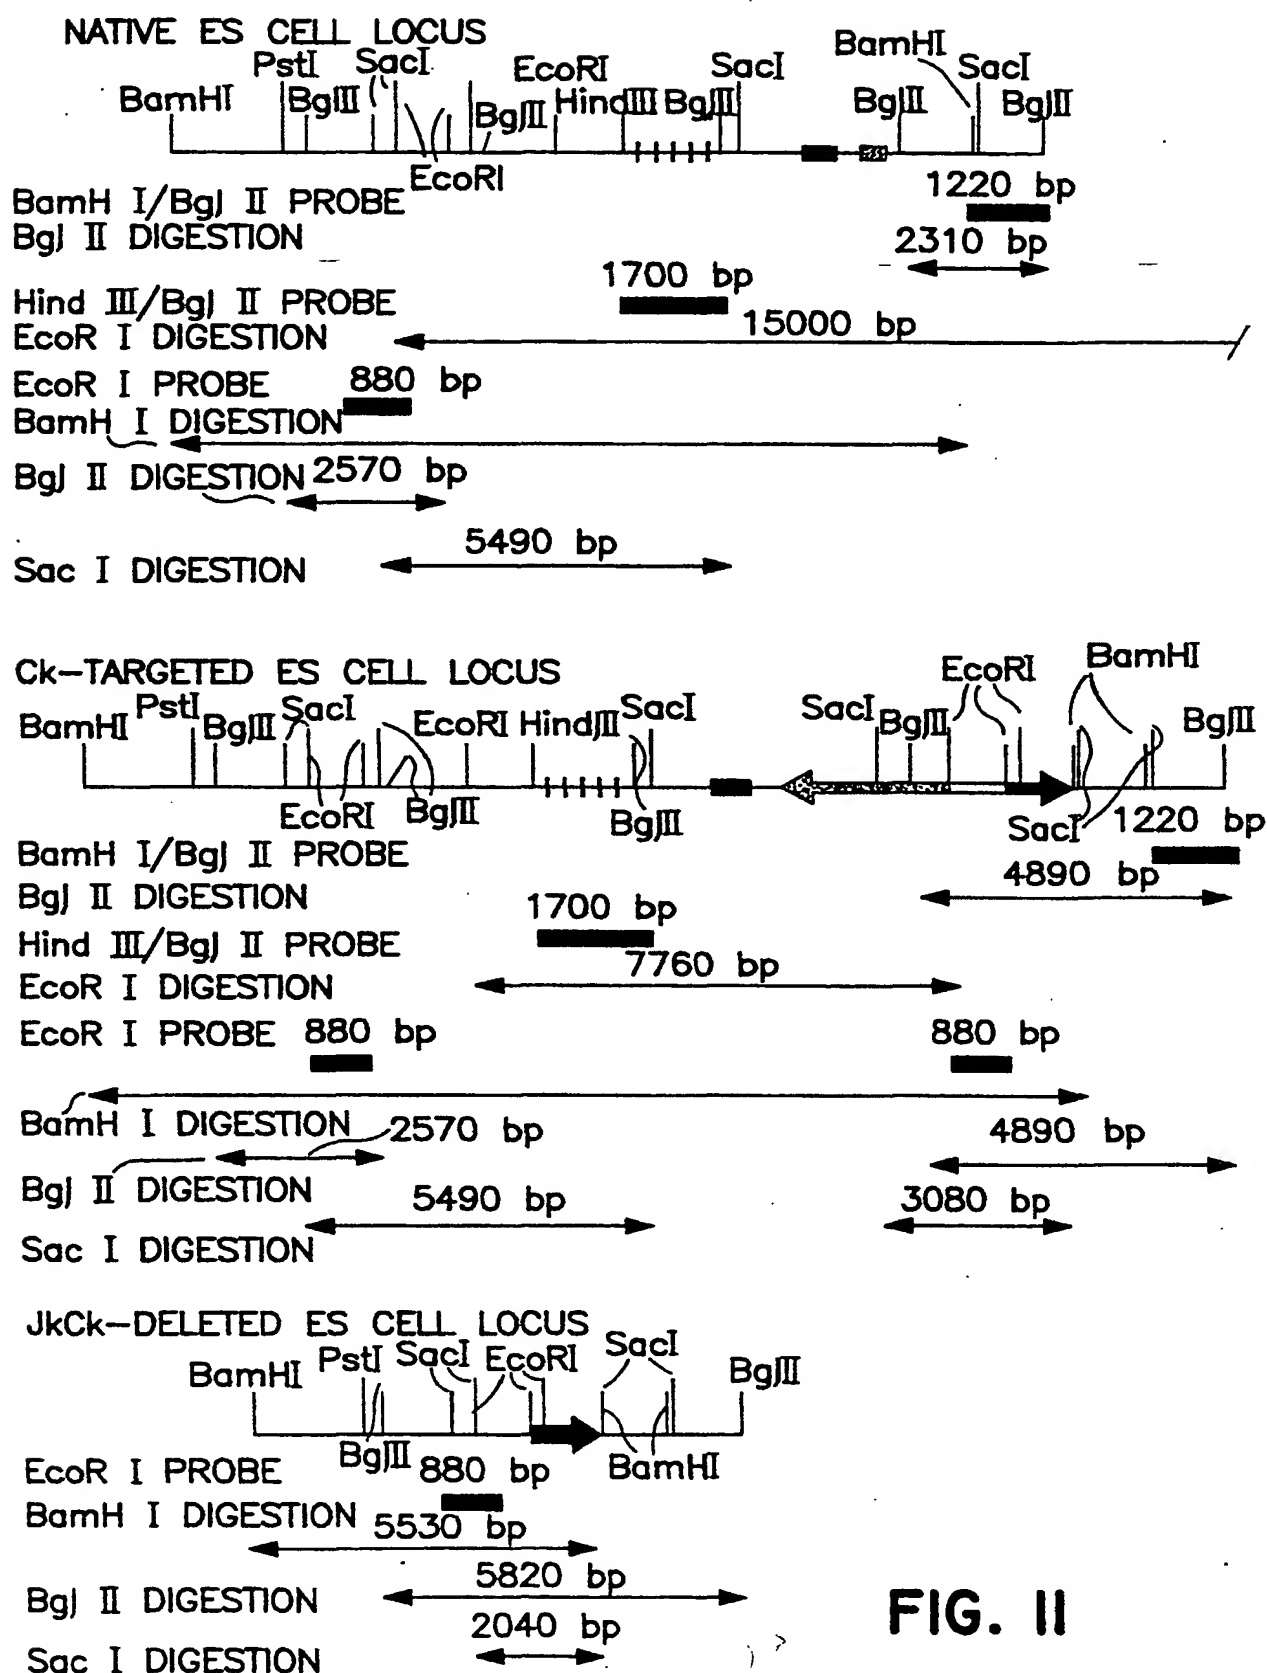 NATIVE ES CELL LOCUS
BamHI PstI BglII SacI EcoRI BglII EcoRI HindIII BglII SacI BglII BamHI SacI BglII
BamH I/Bgl II PROBE 1220 bp
Bgl II DIGESTION 2310 bp
Hind III/Bgl II PROBE 1700 bp
EcoR I DIGESTION 15000 bp
EcoR I PROBE 880 bp
BamH I DIGESTION
Bgl II DIGESTION 2570 bp
Sac I DIGESTION 5490 bp
Ck-TARGETED ES CELL LOCUS
BamHI PstI BglII SacI EcoRI BglII EcoRI HindIII BglII SacI SacI BglII EcoRI BamHI SacI BglII
BamH I/Bgl II PROBE 1220 bp
Bgl II DIGESTION 4890 bp
Hind III/Bgl II PROBE 1700 bp
EcoR I DIGESTION 7760 bp
EcoR I PROBE 880 bp 880 bp
BamH I DIGESTION
Bgl II DIGESTION 2570 bp 4890 bp
Sac I DIGESTION 5490 bp 3080 bp
JkCk-DELETED ES CELL LOCUS
BamHI PstI BglII SacI EcoRI SacI BamHI BglII
EcoR I PROBE 880 bp
BamH I DIGESTION 5530 bp
Bgl II DIGESTION 5820 bp
Sac I DIGESTION 2040 bp
FIG. 11